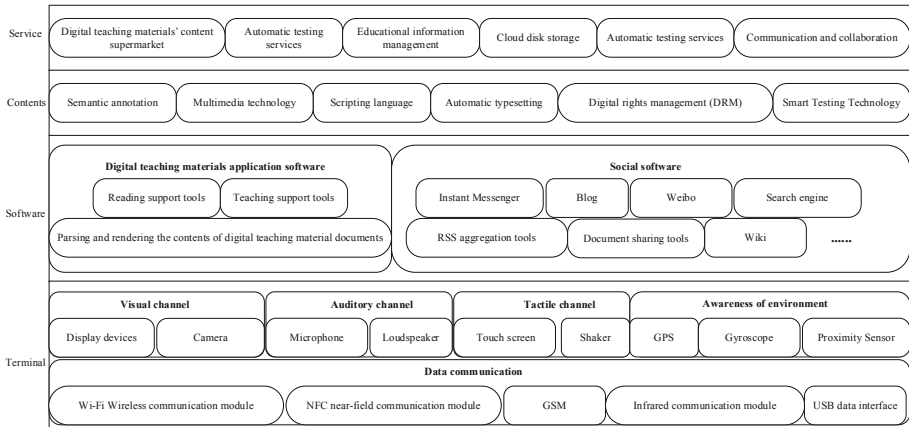 Service
Digital teaching materials' content
supermarket
Automatic testing
services
Educational information
management
Cloud disk storage
Automatic testing services
Communication and collaboration
Contents
Semantic annotation
Multimedia technology
Scripting language
Automatic typesetting
Digital rights management (DRM)
Smart Testing Technology
Software
Digital teaching materials application software
Reading support tools
Teaching support tools
Parsing and rendering the contents of digital teaching material documents
Social software
Instant Messenger
Blog
Weibo
Search engine
RSS aggregation tools
Document sharing tools
Wiki
......
Terminal
Visual channel
Display devices
Camera
Auditory channel
Microphone
Loudspeaker
Tactile channel
Touch screen
Shaker
Awareness of environment
GPS
Gyroscope
Proximity Sensor
Data communication
Wi-Fi Wireless communication module
NFC near-field communication module
GSM
Infrared communication module
USB data interface